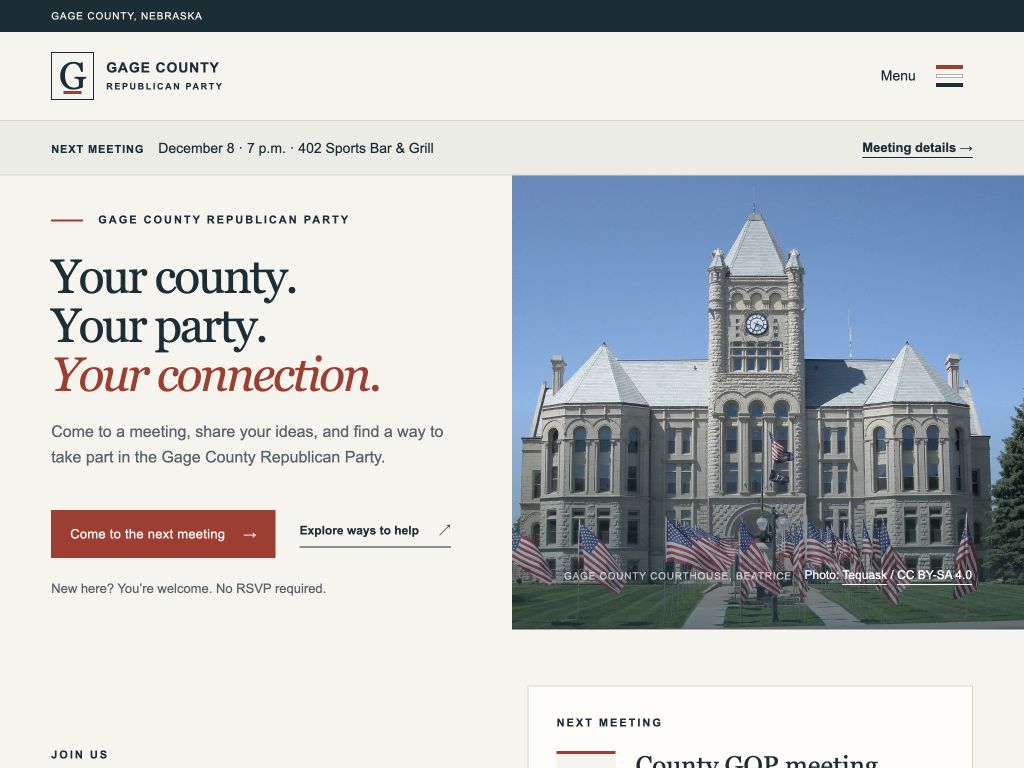 GAGE COUNTY, NEBRASKA
G
GAGE COUNTY
REPUBLICAN PARTY
Menu
NEXT MEETING December 8 · 7 p.m. · 402 Sports Bar & Grill
Meeting details →
GAGE COUNTY REPUBLICAN PARTY
Your county.
Your party.
Your connection.
Come to a meeting, share your ideas, and find a way to
take part in the Gage County Republican Party.
Come to the next meeting →
Explore ways to help ↗
New here? You’re welcome. No RSVP required.
GAGE COUNTY COURTHOUSE, BEATRICE
Photo: Tequask / CC BY-SA 4.0
JOIN US
NEXT MEETING
County GOP meeting